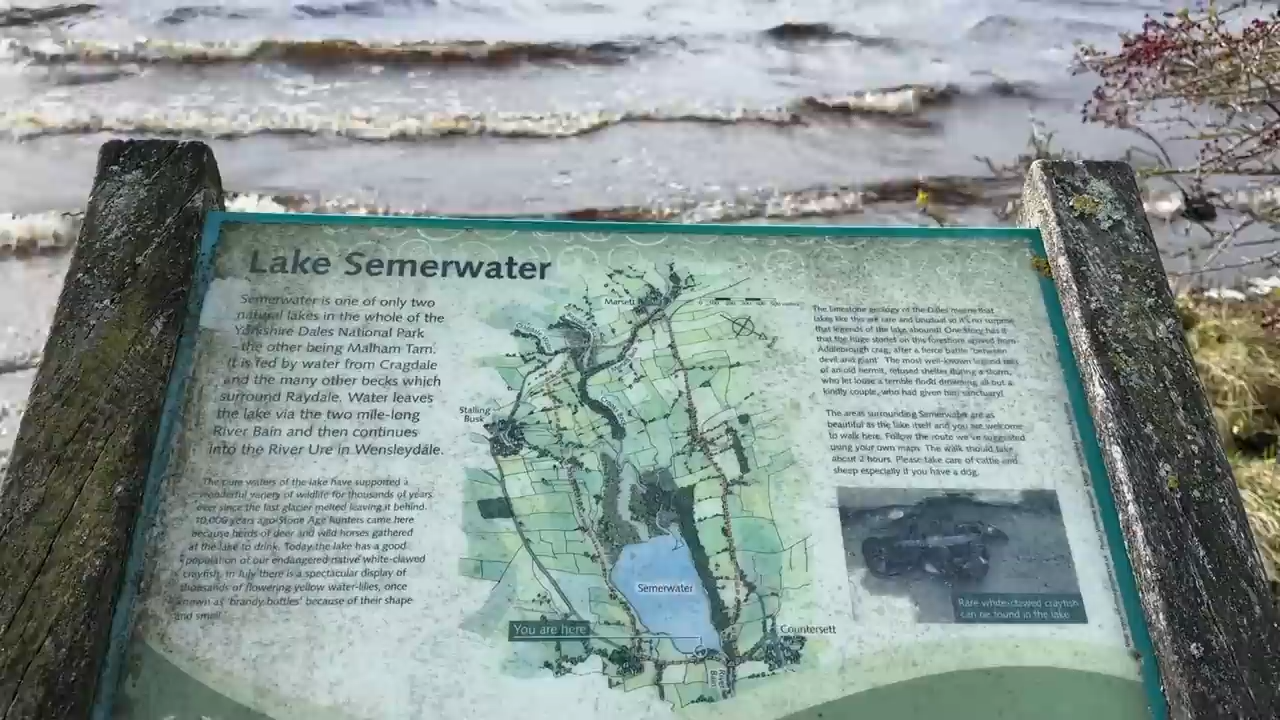 Lake Semerwater
Semerwater is one of only two
natural lakes in the whole of the
Yorkshire Dales National Park
the other being Malham Tarn.
It is fed by water from Cragdale
and the many other becks which
surround Raydale. Water leaves
the lake via the two mile-long
River Bain and then continues
into the River Ure in Wensleydale.
The pure waters of the lake have supported a
wonderful variety of wildlife for thousands of years
ever since the last glacier melted leaving it behind.
10,000 years ago Stone Age hunters came here
because herds of deer and wild horses gathered
at the lake to drink. Today the lake has a good
population of our endangered native white-clawed
crayfish. In July there is a spectacular display of
thousands of flowering yellow water-lilies, once
known as 'brandy bottles' because of their shape
and smell.
Marsett
Stalling
Busk
Semerwater
You are here
Countersett
River
Bain
The limestone geology of the Dales means that
lakes like this are rare and unusual so it's no surprise
that legends of the lake abound! One story has it
that the huge stones on this foreshore arrived from
Addlebrough crag, after a fierce battle 'between
devil and giant'. The most well-known legend tells
of an old hermit, refused shelter during a storm,
who let loose a terrible flood drowning all but a
kindly couple, who had given him sanctuary!
The areas surrounding Semerwater are as
beautiful as the lake itself and you are welcome
to walk here. Follow the route we've suggested
using your own maps. The walk should take
about 2 hours. Please take care of cattle and
sheep especially if you have a dog.
Rare white-clawed crayfish
can be found in the lake